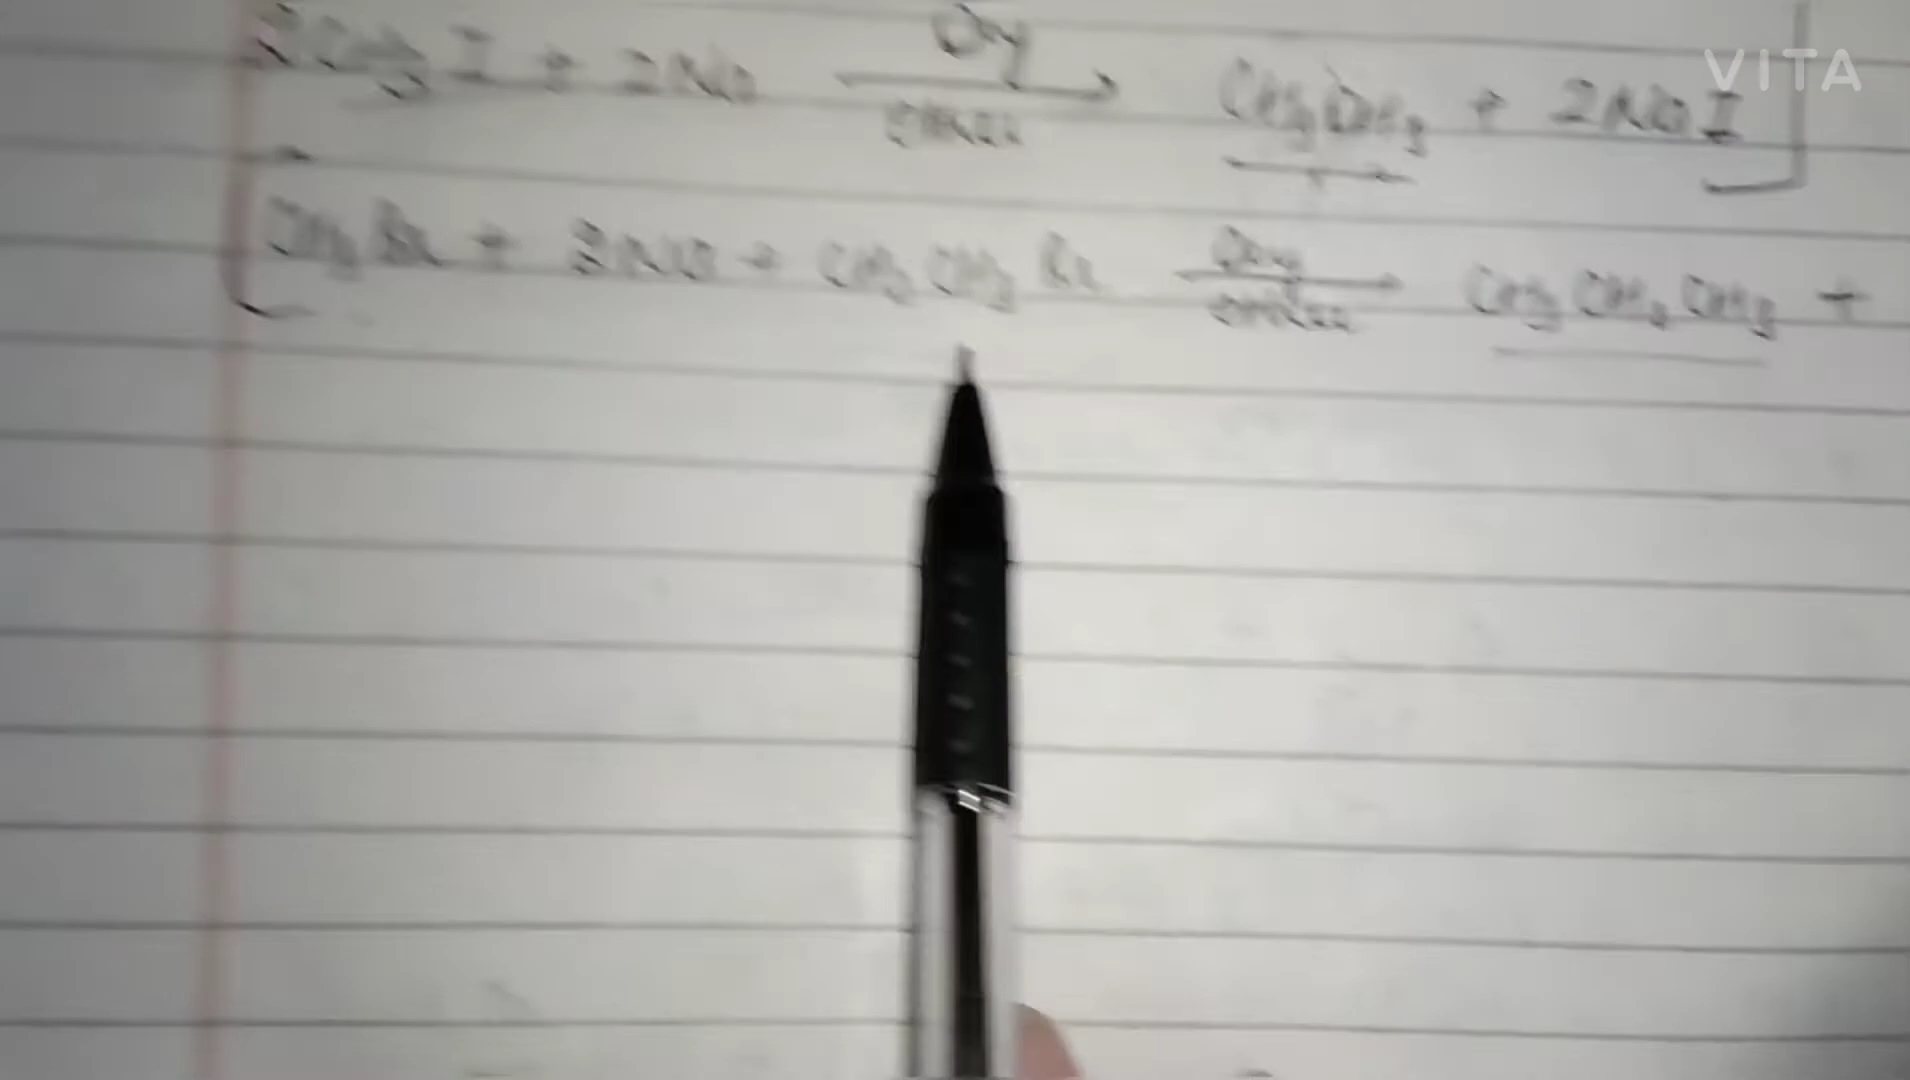 2CH3I + 2Na Dry ether → CH3CH3 + 2NaI
VITA
CH3Br + 2Na + CH3CH2Br Dry ether → CH3CH2CH3 +